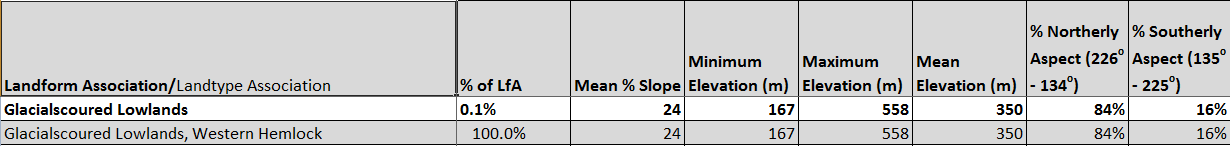 Landform Association/Landtype Association % of LfA Mean % Slope Minimum Elevation (m) Maximum Elevation (m) Mean Elevation (m) % Northerly Aspect (226° - 134°) % Southerly Aspect (135° - 225°)
Glacialscoured Lowlands 0.1% 24 167 558 350 84% 16%
Glacialscoured Lowlands, Western Hemlock 100.0% 24 167 558 350 84% 16%